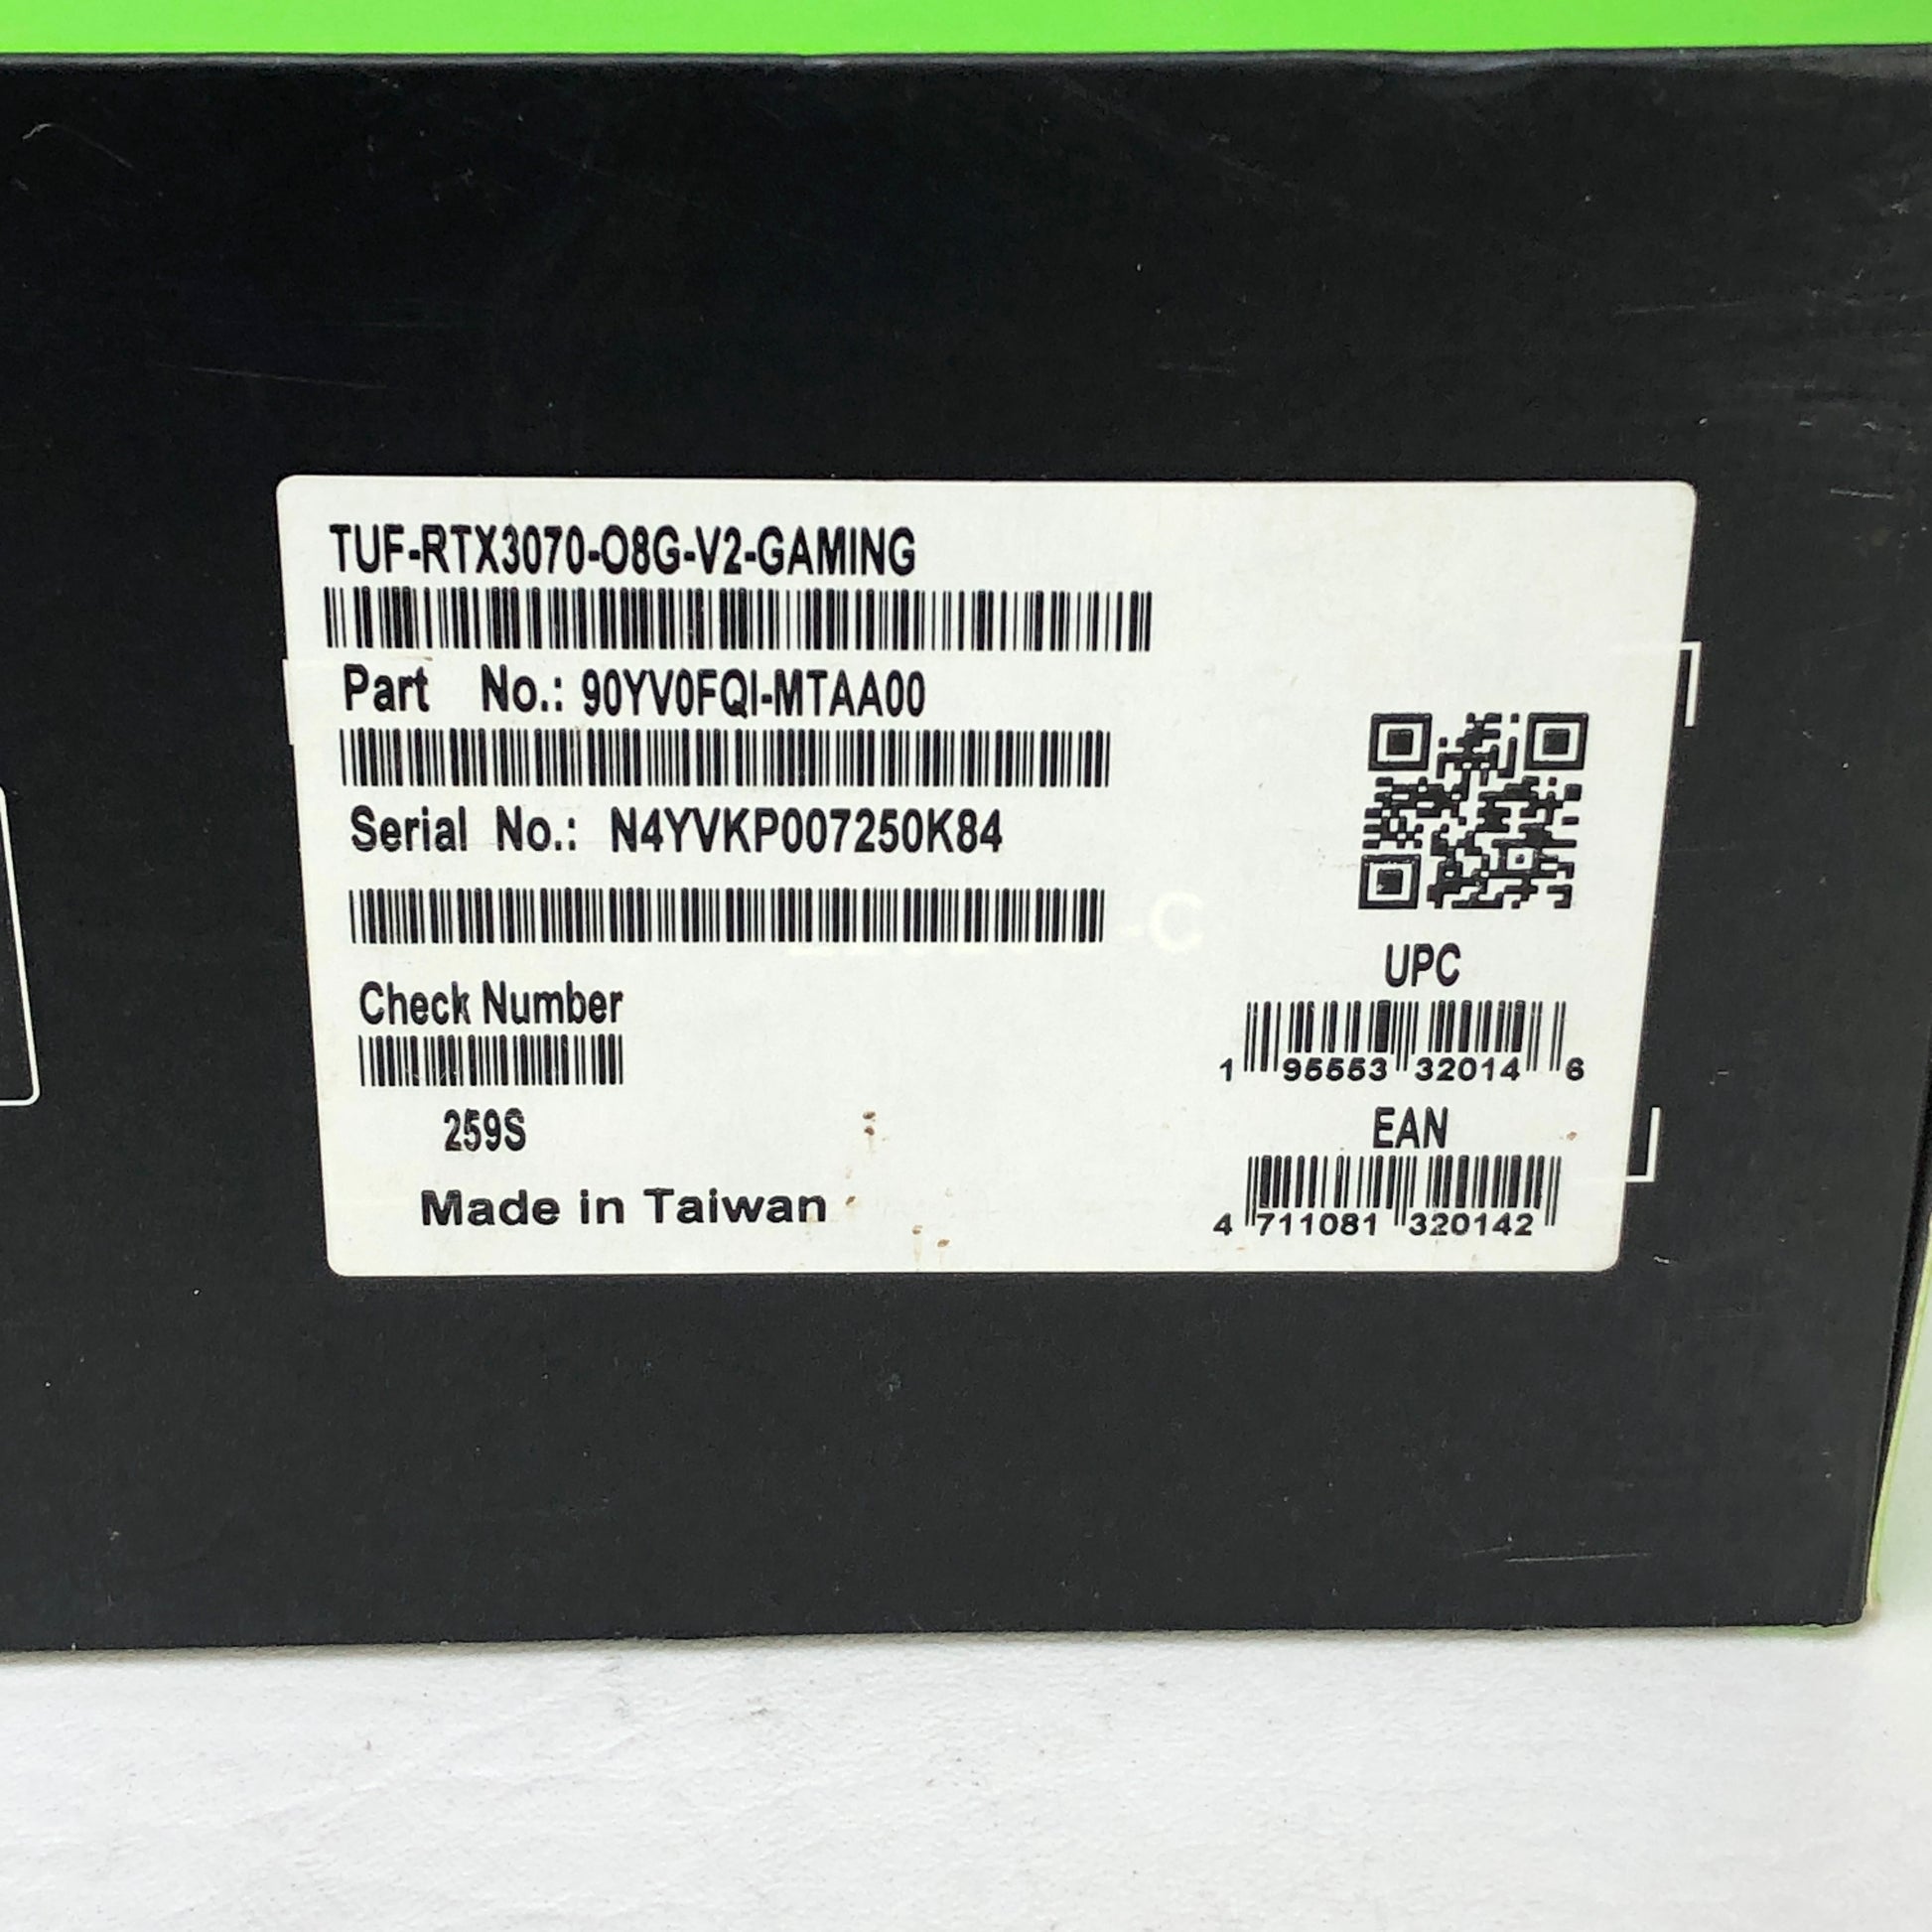 TUF-RTX3070-O8G-V2-GAMING
Part No.: 90YV0FQI-MTAA00
Serial No.: N4YVKP007250K84
-C
Check Number
259S
Made in Taiwan
UPC
1 95553 32014 6
EAN
4 711081 320142